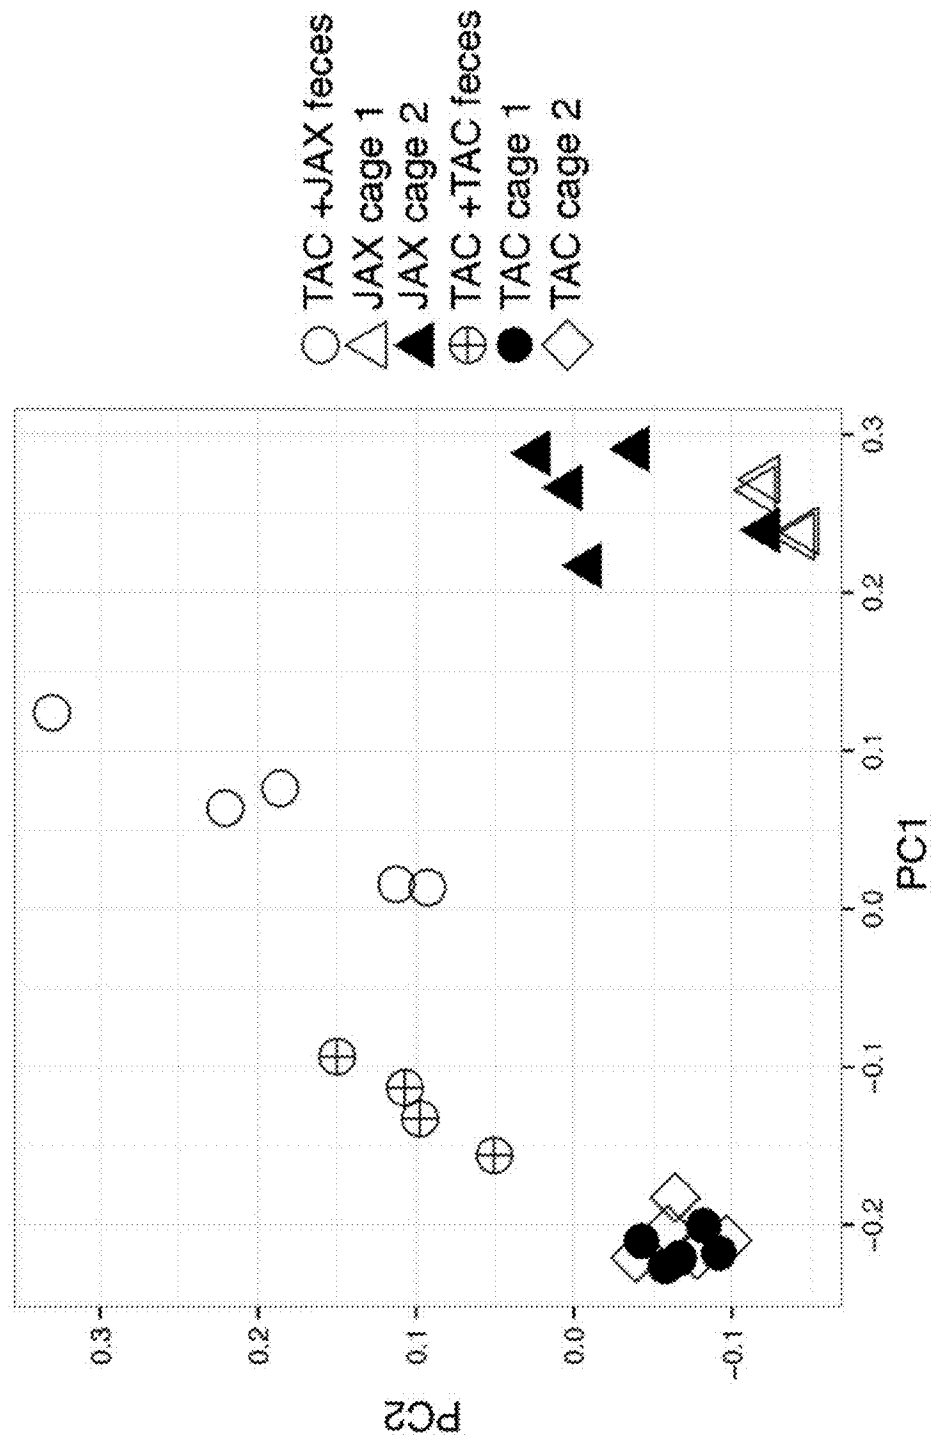 TAC +JAX feces
JAX cage 1
JAX cage 2
TAC +TAC feces
TAC cage 1
TAC cage 2
PC2
0.3
0.2
0.1
0.0
-0.1
-0.2
-0.1
0.0
0.1
0.2
0.3
PC1